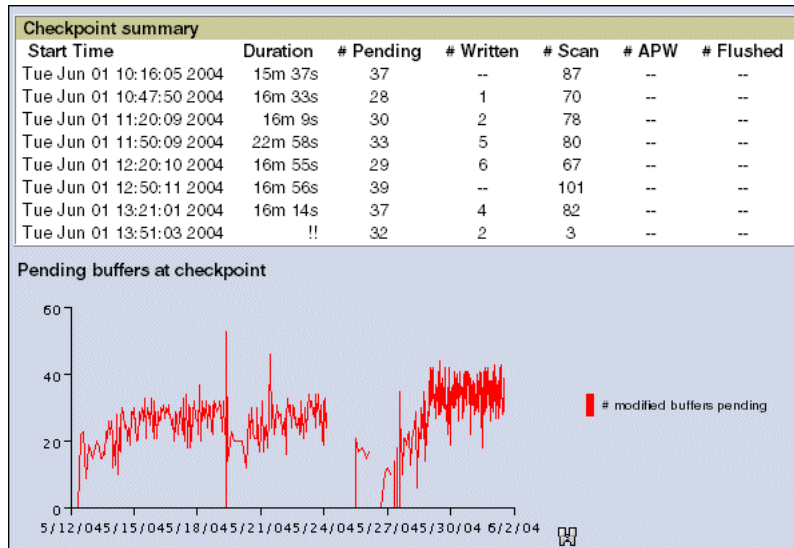 Checkpoint summary
Start Time Duration # Pending # Written # Scan # APW # Flushed
Tue Jun 01 10:16:05 2004 15m 37s 37 -- 87 -- --
Tue Jun 01 10:47:50 2004 16m 33s 28 1 70 -- --
Tue Jun 01 11:20:09 2004 16m 9s 30 2 78 -- --
Tue Jun 01 11:50:09 2004 22m 58s 33 5 80 -- --
Tue Jun 01 12:20:10 2004 16m 55s 29 6 67 -- --
Tue Jun 01 12:50:11 2004 16m 56s 39 -- 101 -- --
Tue Jun 01 13:21:01 2004 16m 14s 37 4 82 -- --
Tue Jun 01 13:51:03 2004 !! 32 2 3 -- --
Pending buffers at checkpoint
60
40
20
0
# modified buffers pending
5/12/04 5/15/04 5/18/04 5/21/04 5/24/04 5/27/04 5/30/04 6/2/04